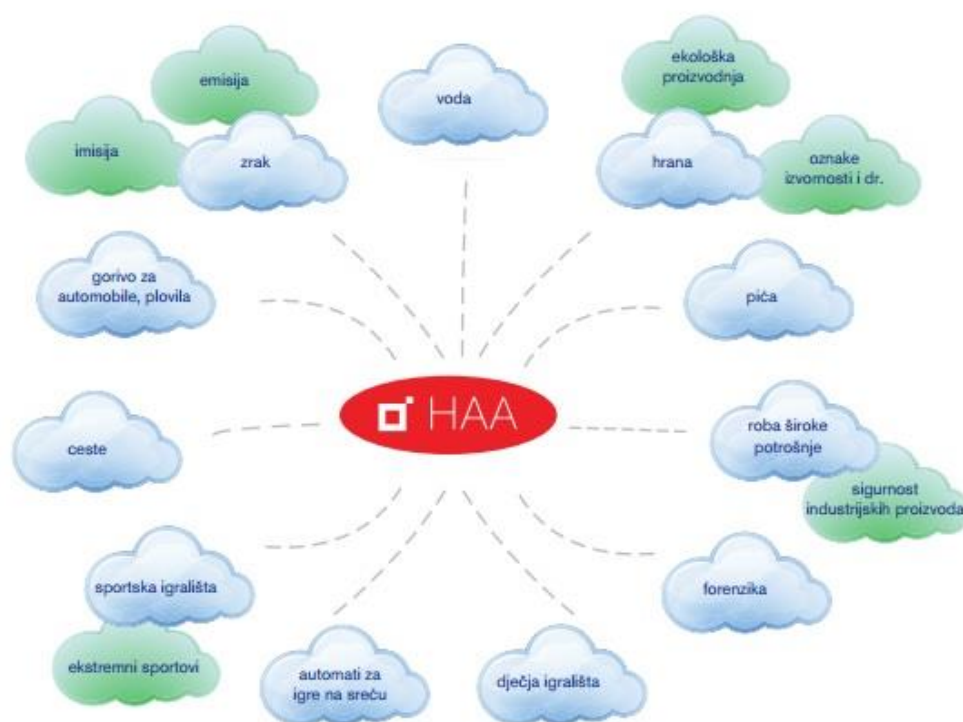 emisija
voda
ekološka
proizvodnja
imisija
zrak
hrana
oznake
izvornosti i dr.
gorivo za
automobile, plovila
pića
HAA
ceste
roba široke
potrošnje
sigurnost
industrijskih proizvoda
sportska igrališta
forenzika
ekstremni sportovi
automati za
igre na sreću
dječja igrališta